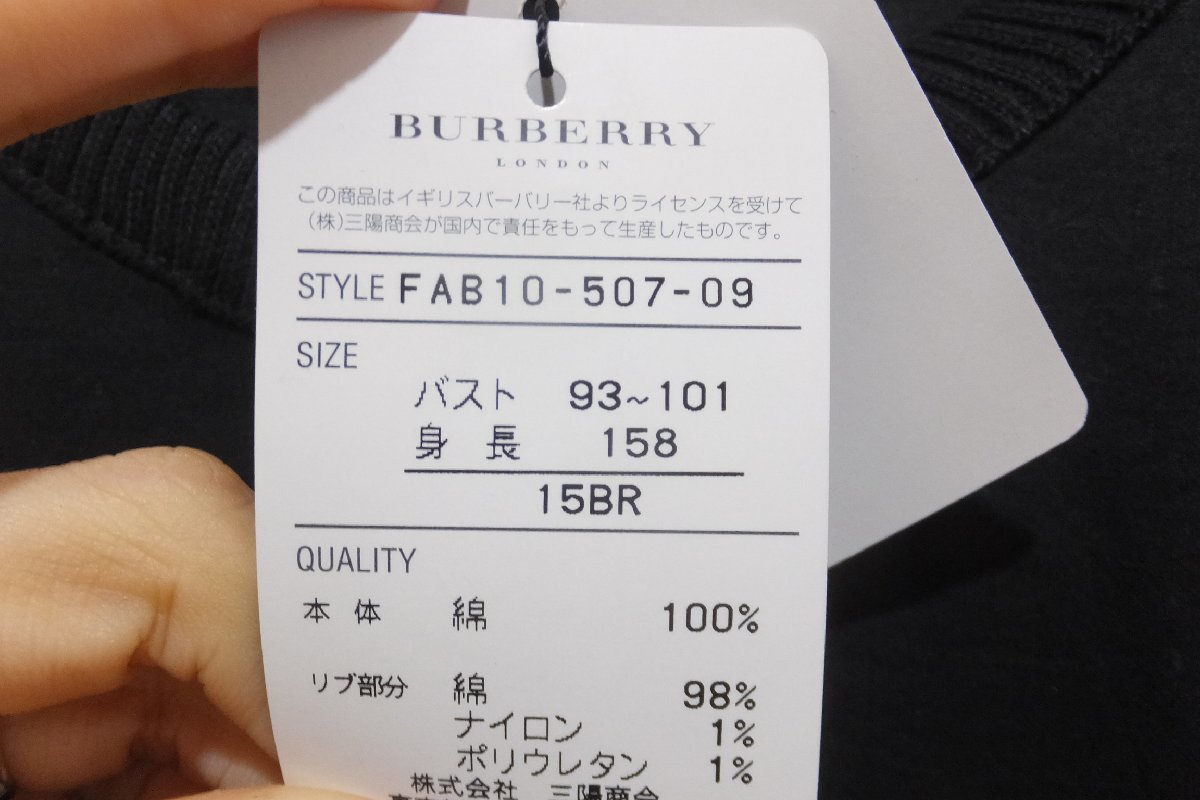 BURBERRY
LONDON
この商品はイギリスバーバリー社よりライセンスを受けて
(株)三陽商会が国内で責任をもって生産したものです。
STYLE FAB10-507-09
SIZE
バスト 93~101
身長 158
15BR
QUALITY
本体 綿 100%
リブ部分 綿 98%
ナイロン 1%
ポリウレタン 1%
株式会社 三陽商会